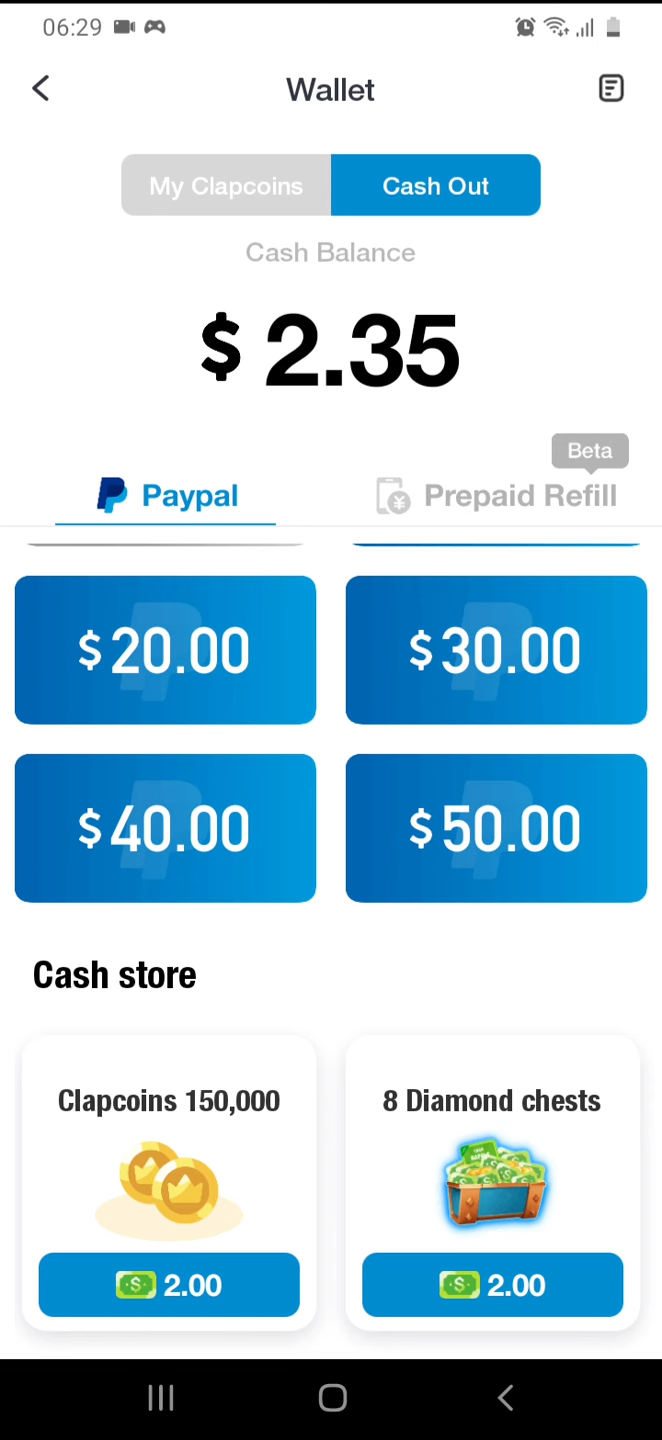 06:29
Wallet
My Clapcoins Cash Out
Cash Balance
$ 2.35
Beta
Paypal Prepaid Refill
$ 20.00 $ 30.00
$ 40.00 $ 50.00
Cash store
Clapcoins 150,000 8 Diamond chests
2.00 2.00